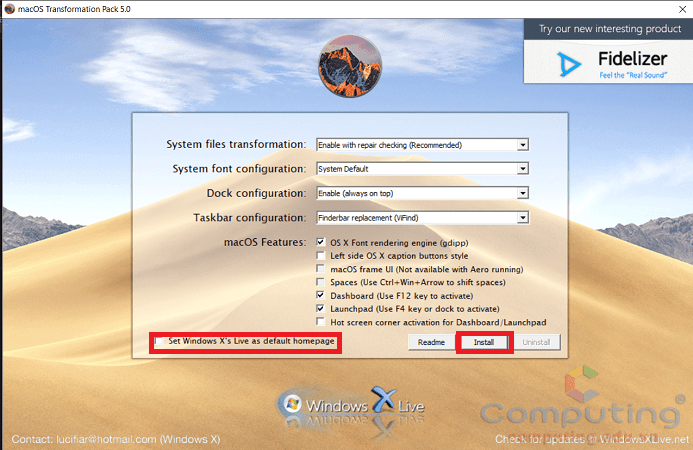 macOS Transformation Pack 5.0
Try our new interesting product
Fidelizer
Feel the "Real Sound"
System files transformation: Enable with repair checking (Recommended)
System font configuration: System Default
Dock configuration: Enable (always on top)
Taskbar configuration: Finderbar replacement (ViFind)
macOS Features: OS X Font rendering engine (gdipp)
Left side OS X caption buttons style
macOS frame UI (Not available with Aero running)
Spaces (Use Ctrl+Win+Arrow to shift spaces)
Dashboard (Use F12 key to activate)
Launchpad (Use F4 key or dock to activate)
Hot screen corner activation for Dashboard/Launchpad
Set Windows X's Live as default homepage
Readme Install Uninstall
Windows X Live
Computing®
Contact: lucifiar@hotmail.com (Windows X) Check for updates @ WindowsXLive.net